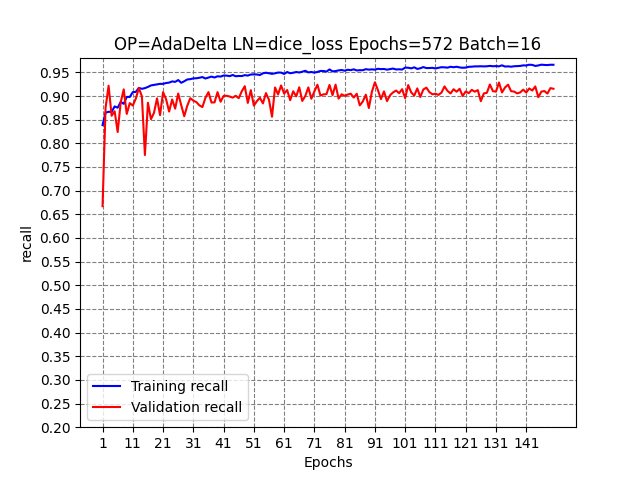 OP=AdaDelta LN=dice_loss Epochs=572 Batch=16
0.95
0.90
0.85
0.80
0.75
0.70
0.65
0.60
0.55
0.50
0.45
0.40
0.35
0.30
0.25
0.20
recall
Training recall
Validation recall
1 11 21 31 41 51 61 71 81 91 101 111 121 131 141
Epochs